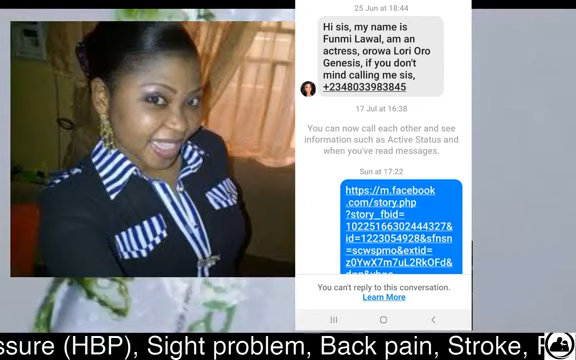 25 Jun at 18:44
Hi sis, my name is
Funmi Lawal, am an
actress, orowa Lori Oro
Genesis, if you don't
mind calling me sis,
+2348033983845
17 Jul at 16:38
You can now call each other and see
information such as Active Status and
when you've read messages.
Sun at 17:22
https://m.facebook
.com/story.php
?story_fbid=
102251663024443​27&
id=1223054928&sfnsn
=scwspmo&extid=
z0YwX7m7uL2RkOFd&
You can't reply to this conversation.
Learn More
ssure (HBP), Sight problem, Back pain, Stroke,